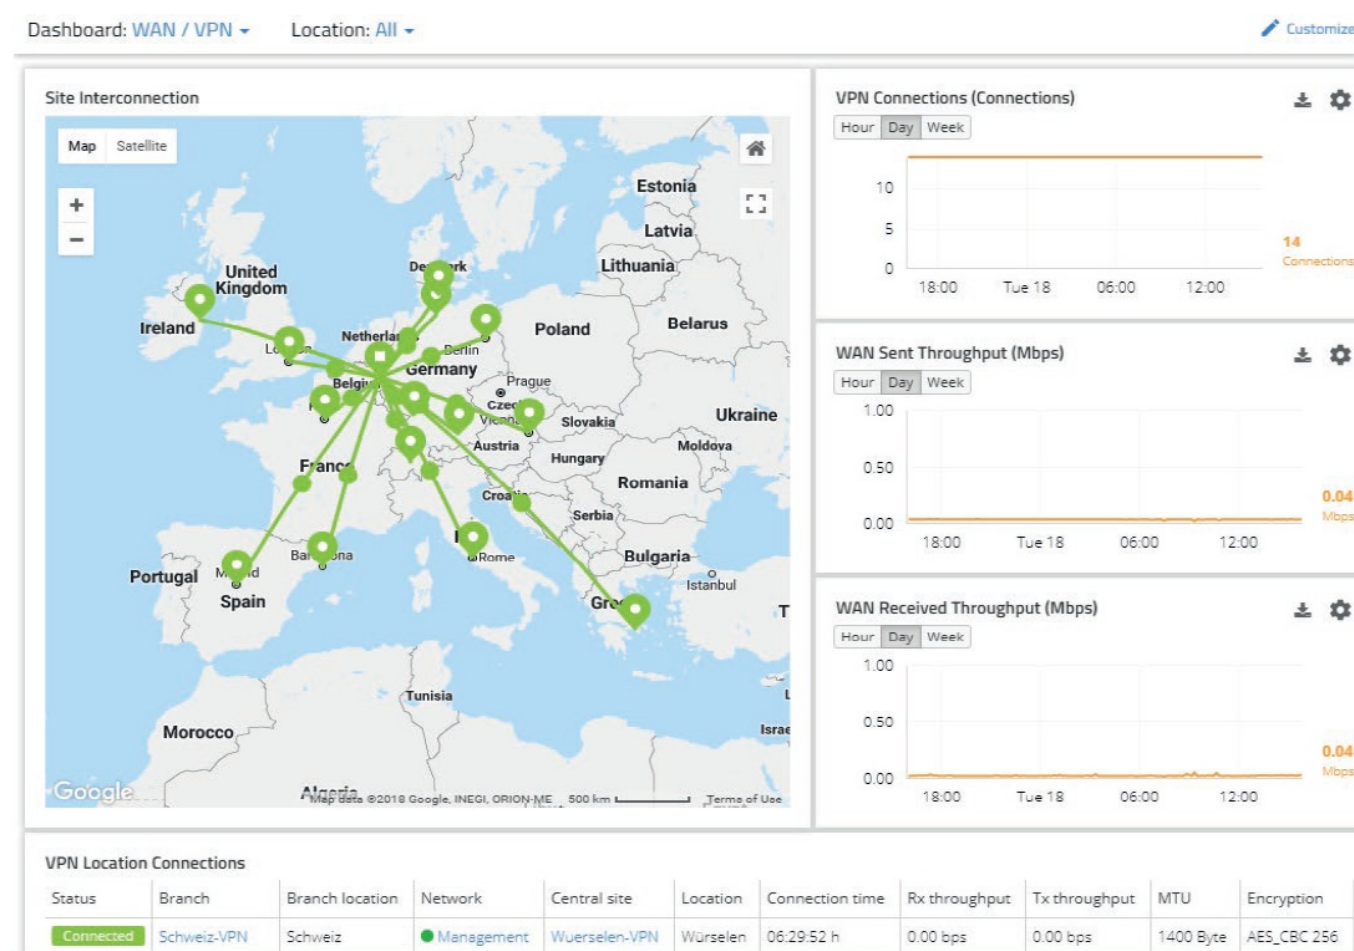 Dashboard: WAN / VPN Location: All Customize
Site Interconnection
Map Satellite
+
−
Estonia
Latvia
Lithuania
United
Kingdom
Ireland
Poland
Belarus
Berlin
Germany
Prague
Ukraine
Slovakia
Austria
Moldova
Hungary
France
Romania
Serbia
Bulgaria
Rome
Istanbul
Portugal
Spain
Tunisia
Morocco
Algeria
Google
Map data ©2018 Google, INEGI, ORION-ME 500 km Terms of Use
VPN Connections (Connections)
Hour Day Week
10
5
0
18:00 Tue 18 06:00 12:00
14
Connections
WAN Sent Throughput (Mbps)
Hour Day Week
1.00
0.50
0.00
18:00 Tue 18 06:00 12:00
0.04
Mbps
WAN Received Throughput (Mbps)
Hour Day Week
1.00
0.50
0.00
18:00 Tue 18 06:00 12:00
0.04
Mbps
VPN Location Connections
Status Branch Branch location Network Central site Location Connection time Rx throughput Tx throughput MTU Encryption
Connected Schweiz-VPN Schweiz Management Wuerselen-VPN Würselen 06:29:52 h 0.00 bps 0.00 bps 1400 Byte AES_CBC 256